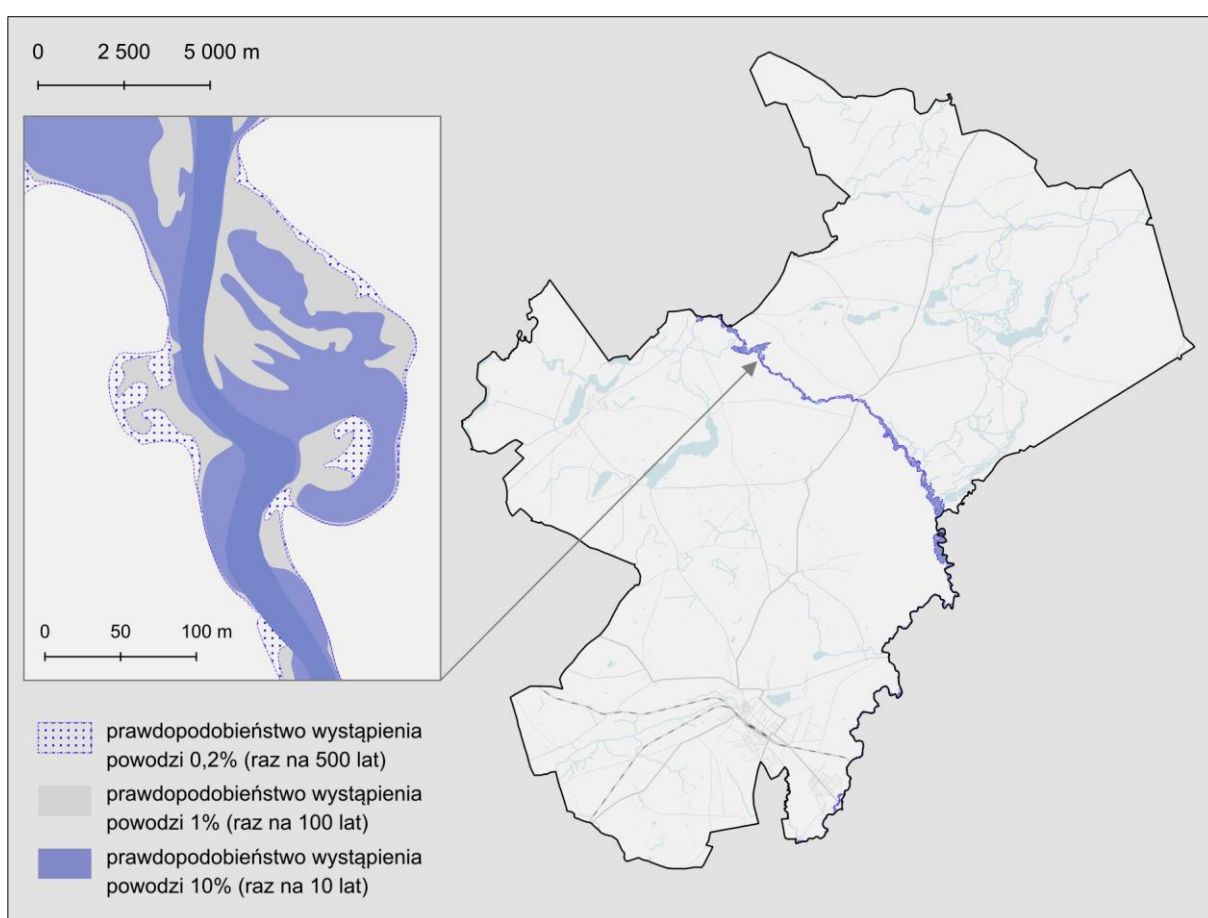 0 2 500 5 000 m
0 50 100 m
prawdopodobieństwo wystąpienia
powodzi 0,2% (raz na 500 lat)
prawdopodobieństwo wystąpienia
powodzi 1% (raz na 100 lat)
prawdopodobieństwo wystąpienia
powodzi 10% (raz na 10 lat)